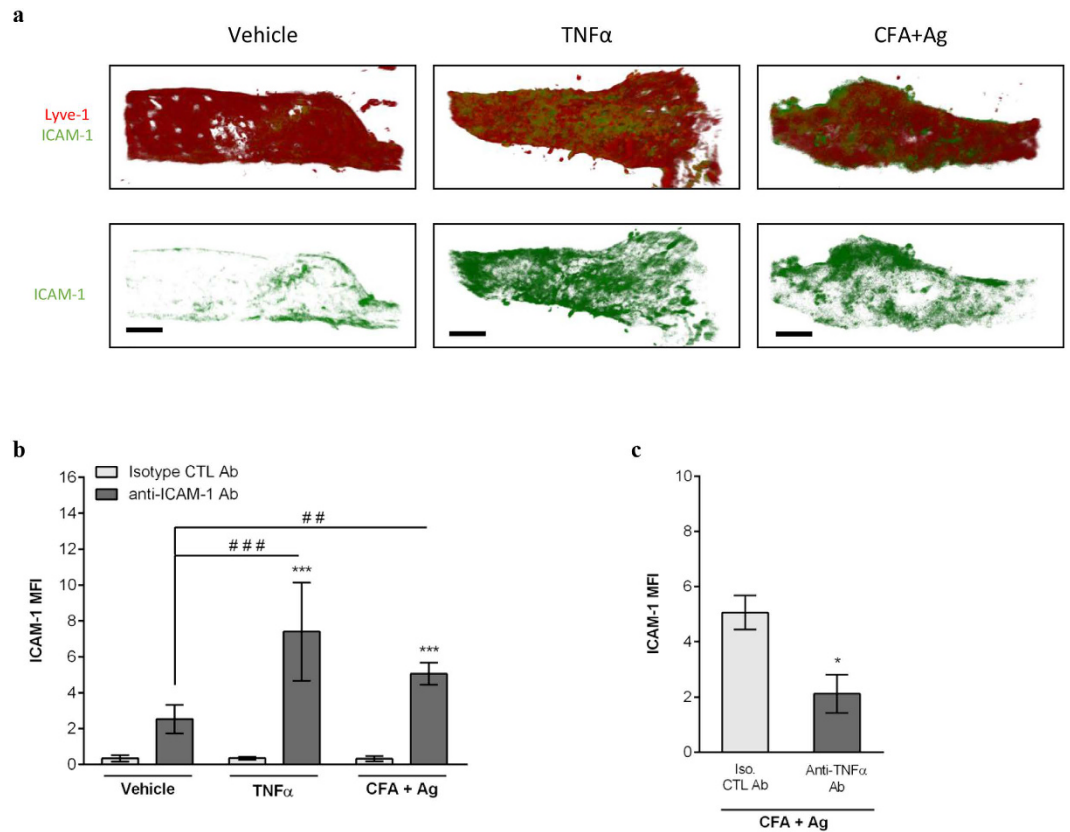 a
Vehicle TNFα CFA+Ag
Lyve-1
ICAM-1
ICAM-1
b
Isotype CTL Ab
anti-ICAM-1 Ab
ICAM-1 MFI
16
14
12
10
8
6
4
2
0
# #
# # #
***
***
Vehicle TNFα CFA + Ag
c
ICAM-1 MFI
10
8
6
4
2
0
*
Iso. Anti-TNFα
CTL Ab Ab
CFA + Ag